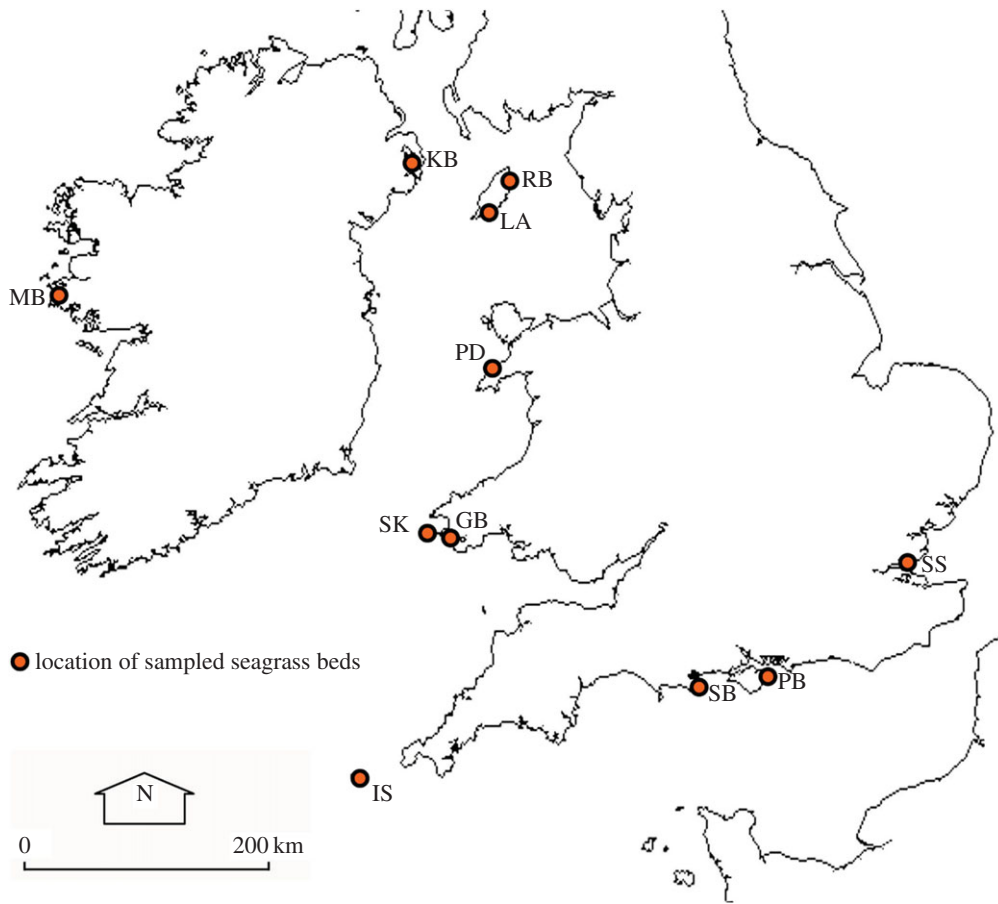 KB
RB
LA
MB
PD
SK GB
SS
location of sampled seagrass beds
SB PB
IS
N
0 200 km